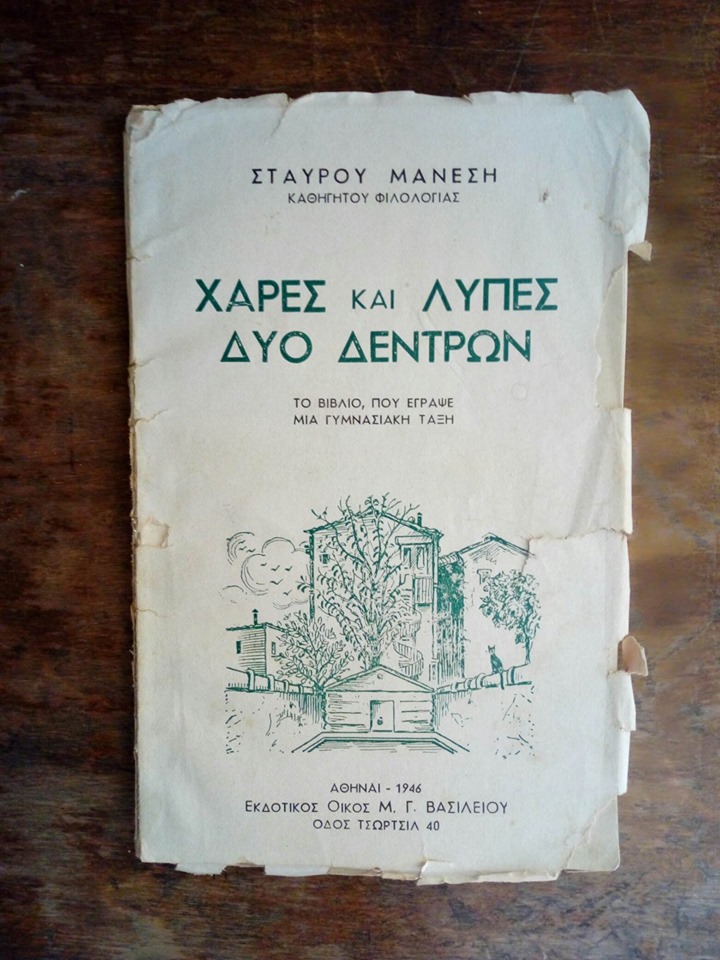 ΣΤΑΥΡΟΥ ΜΑΝΕΣΗ
ΚΑΘΗΓΗΤΟΥ ΦΙΛΟΛΟΓΙΑΣ
ΧΑΡΕΣ ΚΑΙ ΛΥΠΕΣ
ΔΥΟ ΔΕΝΤΡΩΝ
ΤΟ ΒΙΒΛΙΟ, ΠΟΥ ΕΓΡΑΨΕ
ΜΙΑ ΓΥΜΝΑΣΙΑΚΗ ΤΑΞΗ
ΑΘΗΝΑΙ - 1946
ΕΚΔΟΤΙΚΟΣ ΟΙΚΟΣ Μ. Γ. ΒΑΣΙΛΕΙΟΥ
ΟΔΟΣ ΤΣΩΡΤΣΙΛ 40